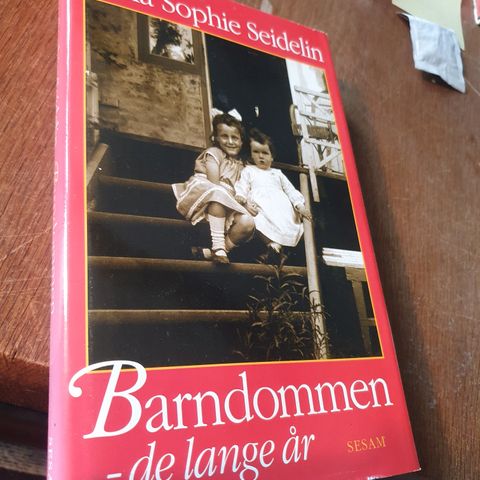 Sophie Seidelin
Barndommen
- de lange år
SESAM